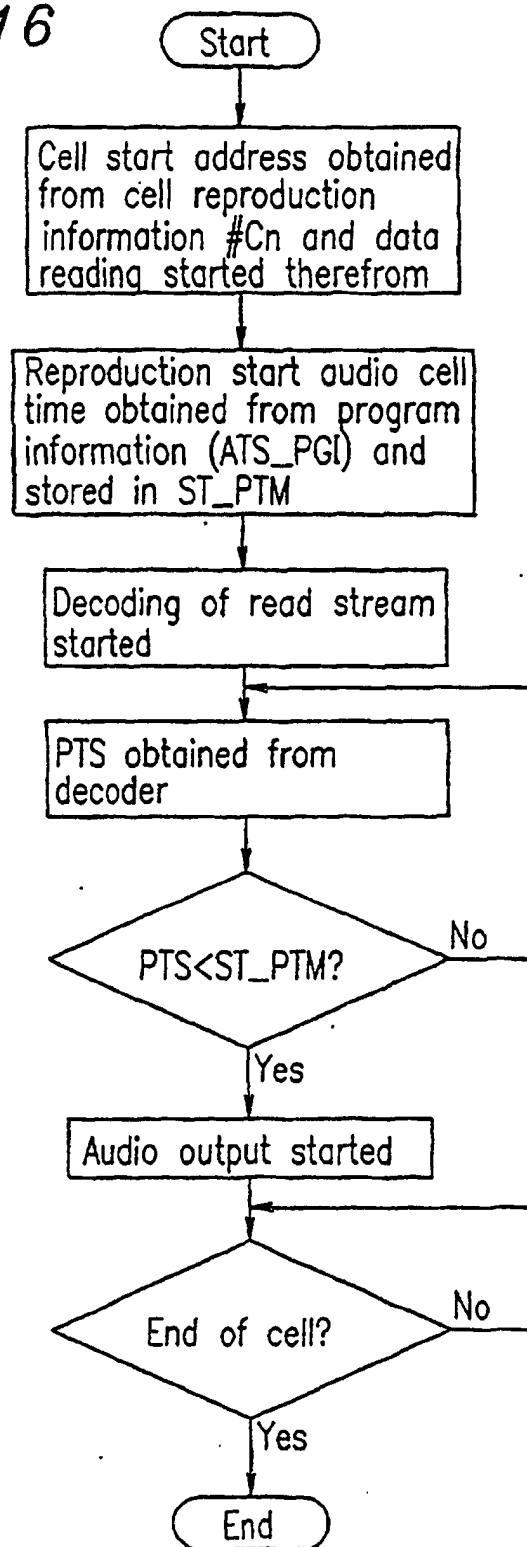 16
Start
Cell start address obtained
from cell reproduction
information #Cn and data
reading started therefrom
Reproduction start audio cell
time obtained from program
information (ATS_PGI) and
stored in ST_PTM
Decoding of read stream
started
PTS obtained from
decoder
PTS<ST_PTM?
No
Yes
Audio output started
End of cell?
No
Yes
End